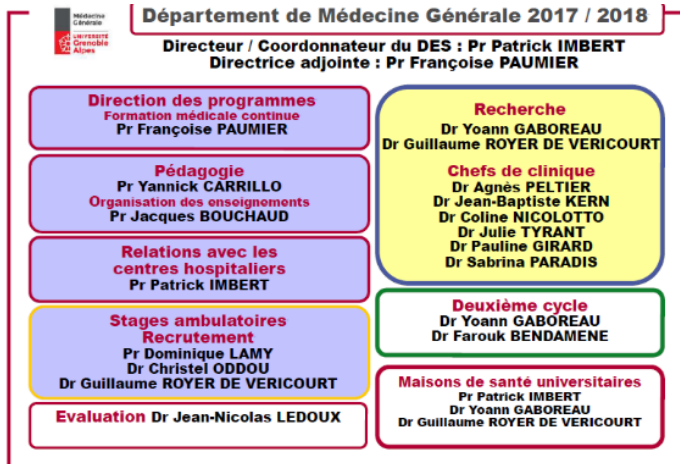 Médecine
Générale
UNIVERSITÉ
Grenoble
Alpes
Département de Médecine Générale 2017 / 2018
Directeur / Coordonnateur du DES : Pr Patrick IMBERT
Directrice adjointe : Pr Françoise PAUMIER
Direction des programmes
Formation médicale continue
Pr Françoise PAUMIER
Pédagogie
Pr Yannick CARRILLO
Organisation des enseignements
Pr Jacques BOUCHAUD
Relations avec les
centres hospitaliers
Pr Patrick IMBERT
Stages ambulatoires
Recrutement
Pr Dominique LAMY
Dr Christel ODDOU
Dr Guillaume ROYER DE VERICOURT
Evaluation Dr Jean-Nicolas LEDOUX
Recherche
Dr Yoann GABOREAU
Dr Guillaume ROYER DE VERICOURT
Chefs de clinique
Dr Agnès PELTIER
Dr Jean-Baptiste KERN
Dr Coline NICOLOTTO
Dr Julie TYRANT
Dr Pauline GIRARD
Dr Sabrina PARADIS
Deuxième cycle
Dr Yoann GABOREAU
Dr Farouk BENDAMENE
Maisons de santé universitaires
Pr Patrick IMBERT
Dr Yoann GABOREAU
Dr Guillaume ROYER DE VERICOURT